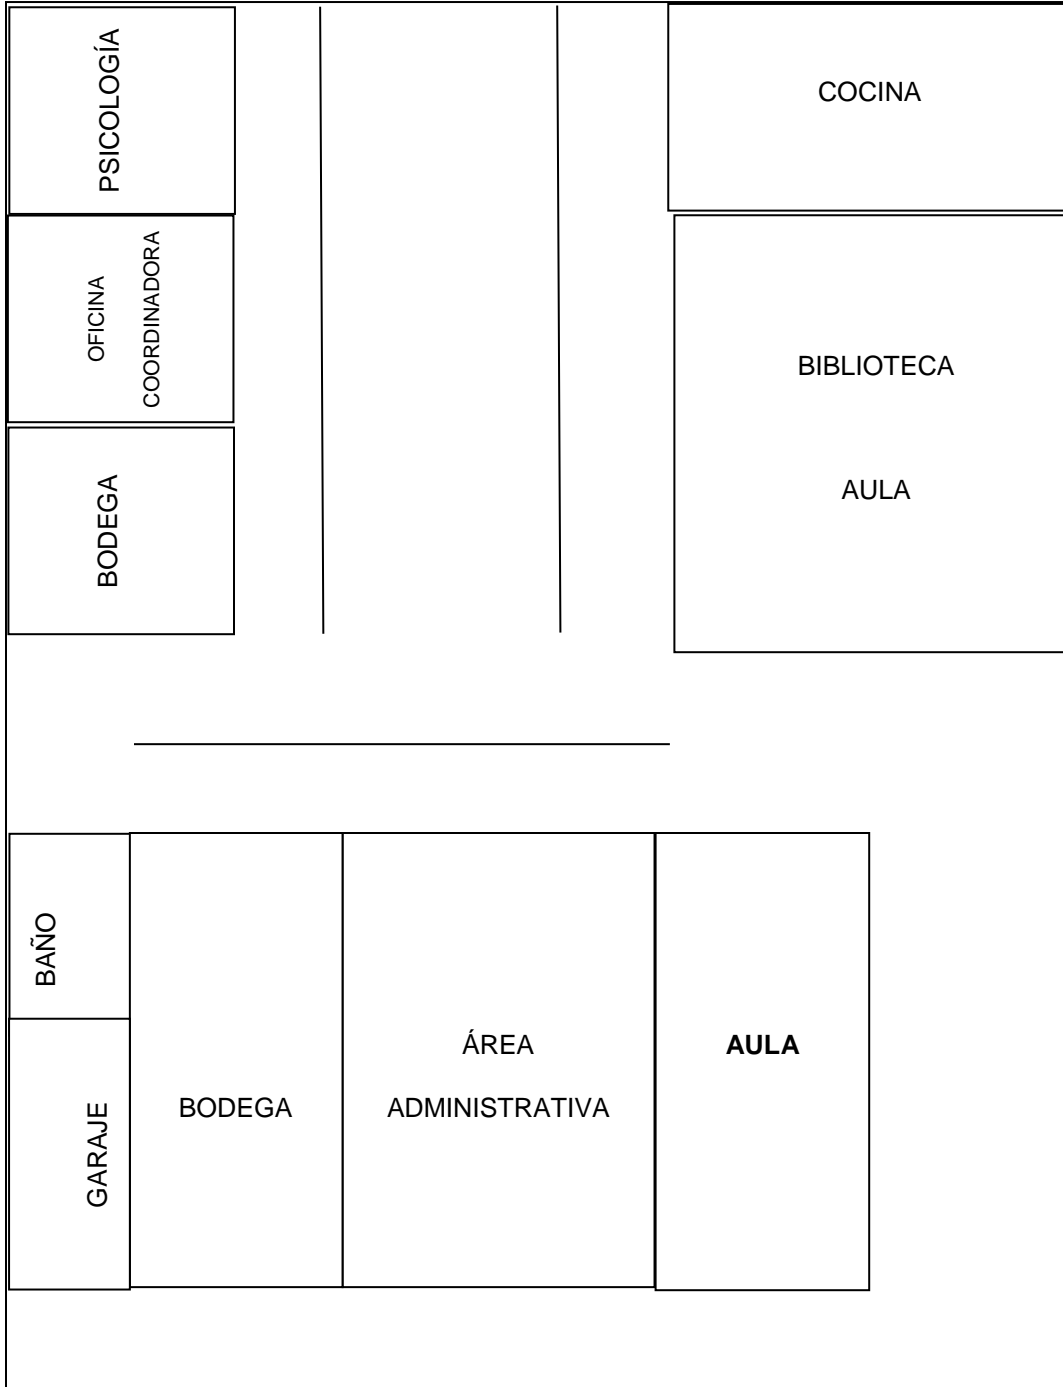 PSICOLOGÍA
COCINA
OFICINA
COORDINADORA
BIBLIOTECA
AULA
BODEGA
BAÑO
GARAJE
BODEGA
ÁREA
ADMINISTRATIVA
AULA